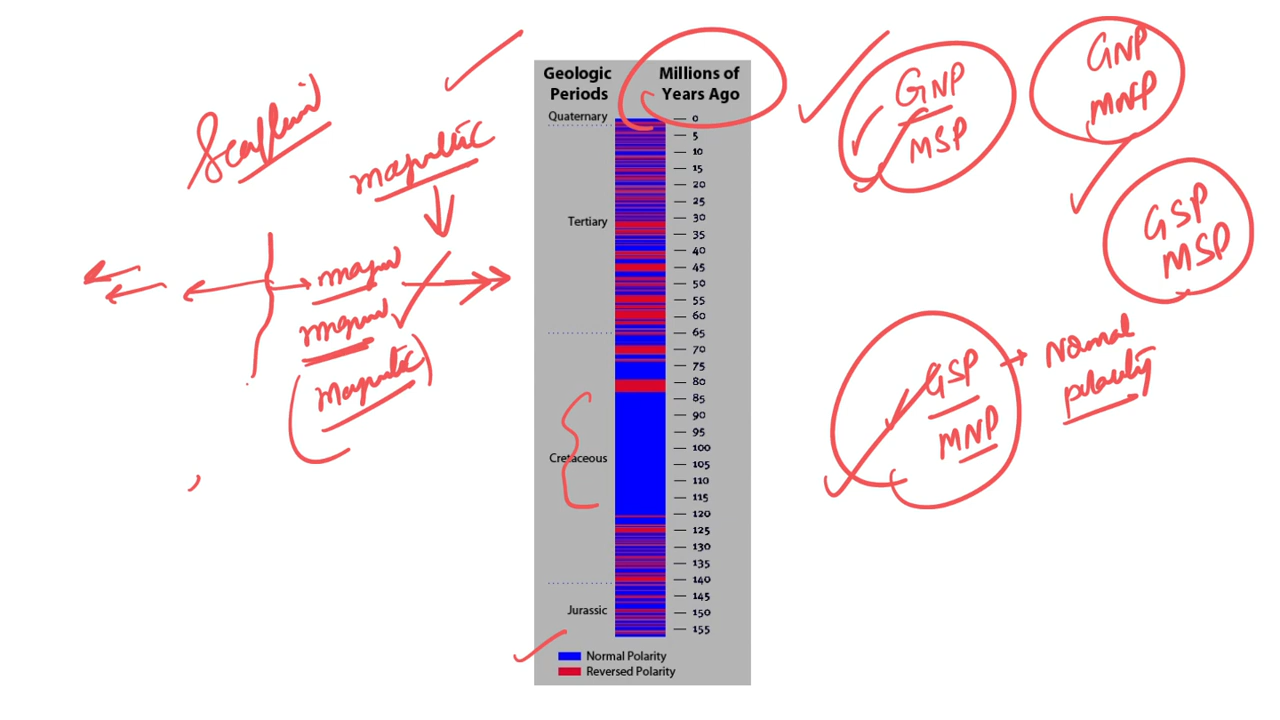 Geologic Periods
Millions of Years Ago
Quaternary
Tertiary
Cretaceous
Jurassic
0
5
10
15
20
25
30
35
40
45
50
55
60
65
70
75
80
85
90
95
100
105
110
115
120
125
130
135
140
145
150
155
Normal Polarity
Reversed Polarity
magnetic
Magnetic
GNP
MSP
GNP
MNP
GSP
MSP
GSP
MNP
Normal
polarity